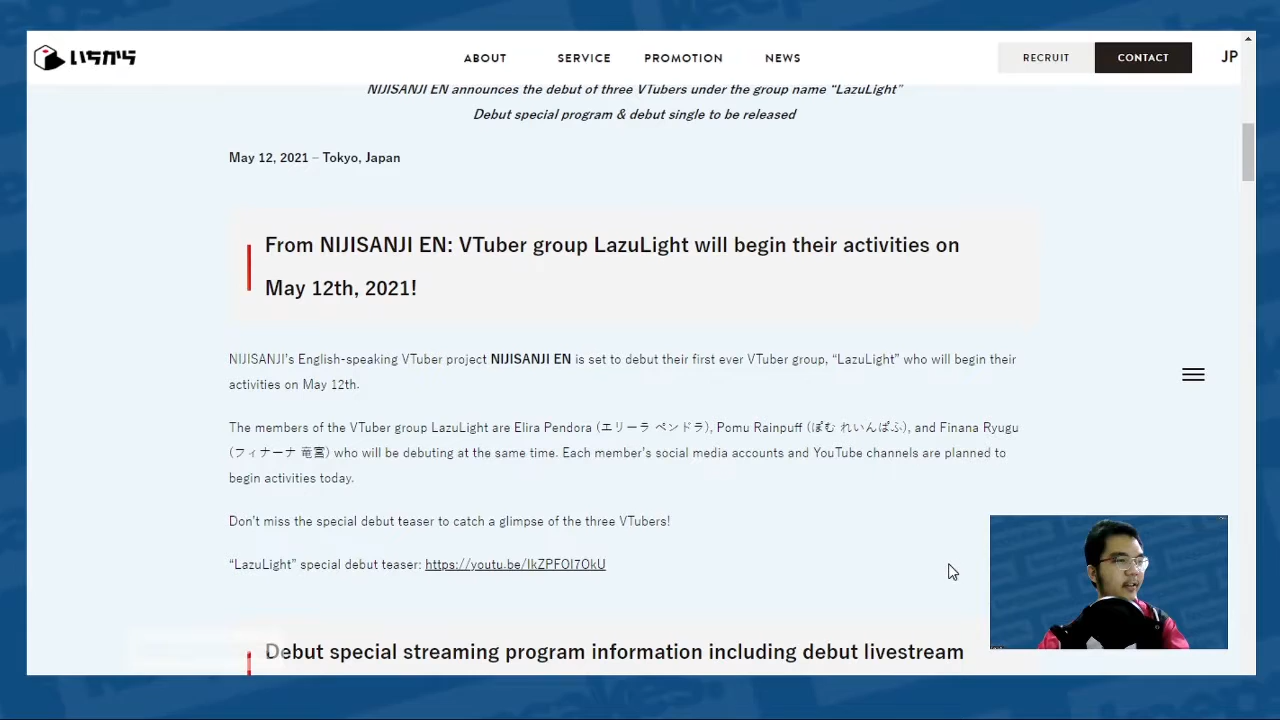 いちから
ABOUT
SERVICE
PROMOTION
NEWS
RECRUIT
CONTACT
JP
NIJISANJI EN announces the debut of three VTubers under the group name “LazuLight”
Debut special program & debut single to be released
May 12, 2021 – Tokyo, Japan
From NIJISANJI EN: VTuber group LazuLight will begin their activities on
May 12th, 2021!
NIJISANJI’s English-speaking VTuber project NIJISANJI EN is set to debut their first ever VTuber group, “LazuLight” who will begin their
activities on May 12th.
The members of the VTuber group LazuLight are Elira Pendora (エリーラ ペンドラ), Pomu Rainpuff (ぽむ れいんぱふ), and Finana Ryugu
(フィナーナ 竜宮) who will be debuting at the same time. Each member’s social media accounts and YouTube channels are planned to
begin activities today.
Don’t miss the special debut teaser to catch a glimpse of the three VTubers!
“LazuLight” special debut teaser: https://youtu.be/IkZPFOI7OkU
Debut special streaming program information including debut livestream